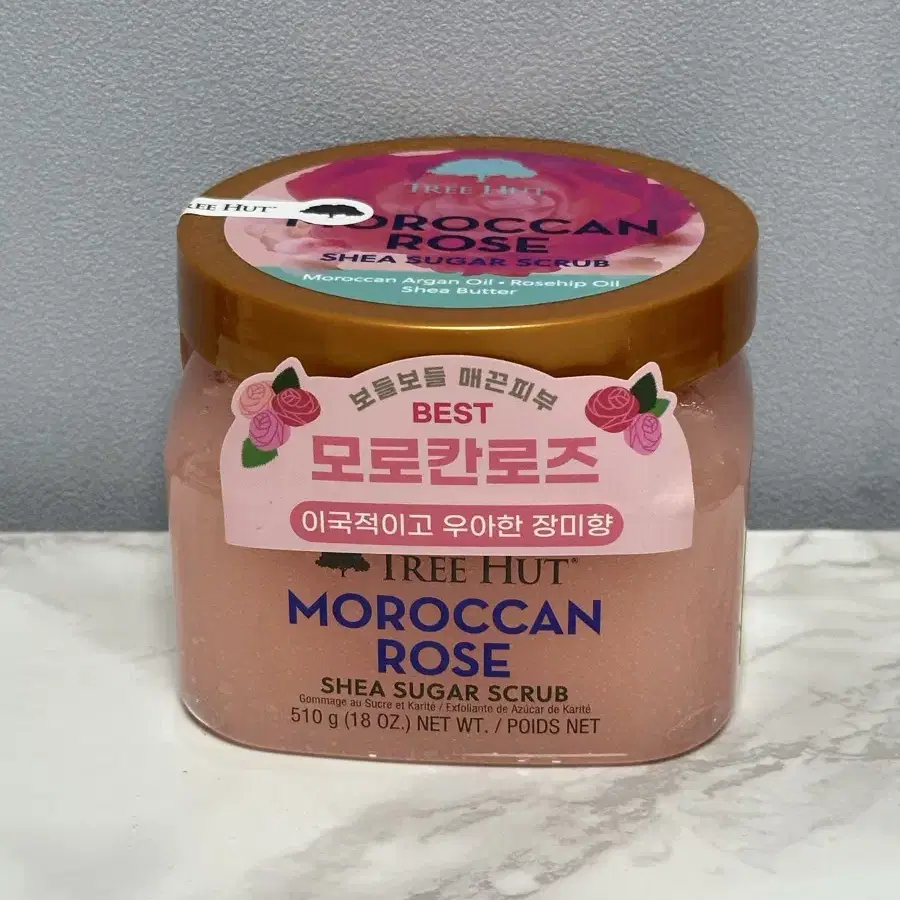 TREE HUT
MOROCCAN
ROSE
SHEA SUGAR SCRUB
Moroccan Argan Oil • Rosehip Oil
Shea Butter
보들보들 매끈피부
BEST
모로칸로즈
이국적이고 우아한 장미향
TREE HUT®
MOROCCAN
ROSE
SHEA SUGAR SCRUB
Gommage au Sucre et Karité / Exfoliante de Azúcar de Karité
510 g (18 OZ.) NET WT. / POIDS NET